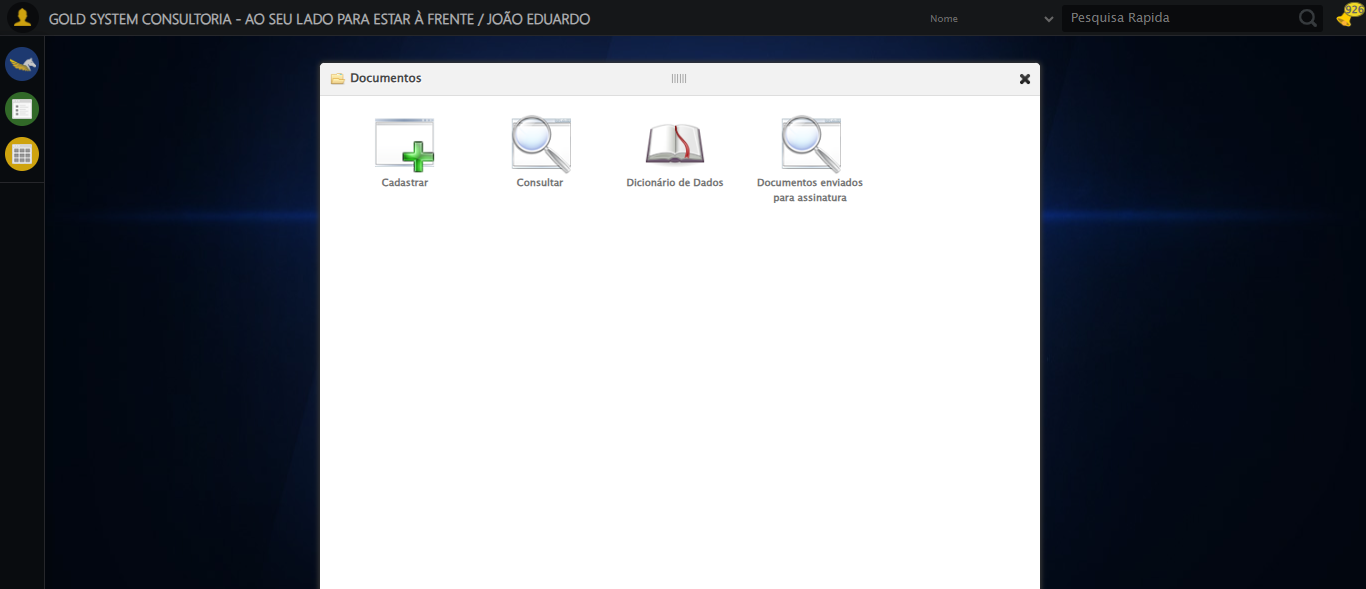 GOLD SYSTEM CONSULTORIA - AO SEU LADO PARA ESTAR À FRENTE / JOÃO EDUARDO
Nome
Pesquisa Rapida
926
Documentos
Cadastrar
Consultar
Dicionário de Dados
Documentos enviados
para assinatura